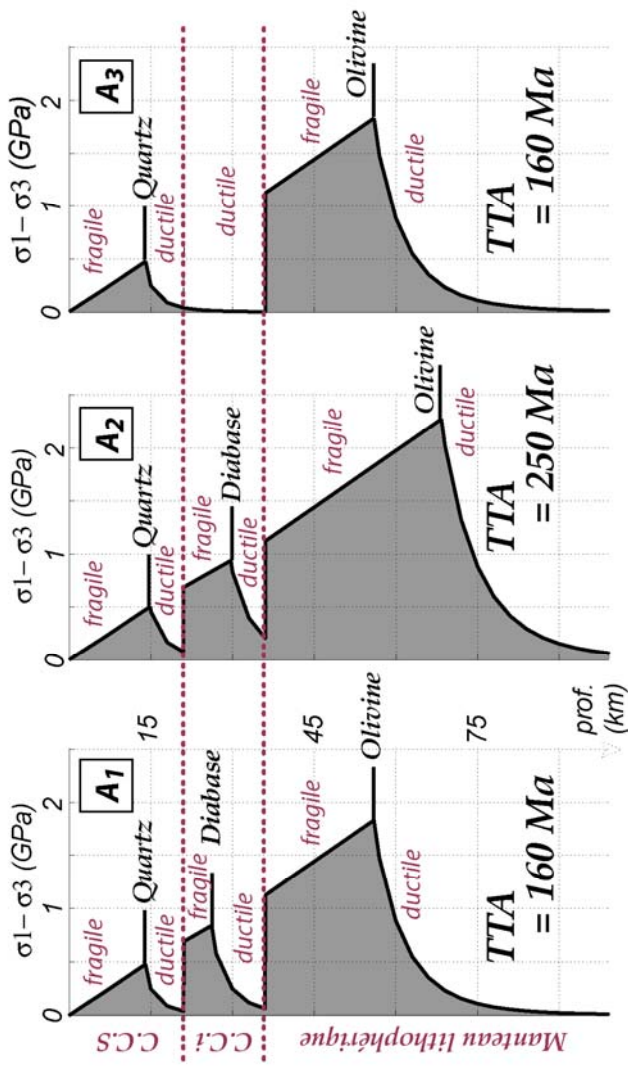 σ1– σ3 (GPa)
0 1 2
A1
fragile
Quartz
ductile
fragile
Diabase
ductile
fragile
Olivine
ductile
TTA
= 160 Ma
C.C.S
C.C.i
Manteau lithophérique
15
45
75
prof.
(km)
σ1– σ3 (GPa)
0 1 2
A2
fragile
Quartz
ductile
fragile
Diabase
ductile
fragile
Olivine
ductile
TTA
= 250 Ma
σ1– σ3 (GPa)
0 1 2
A3
fragile
Quartz
ductile
ductile
fragile
Olivine
ductile
TTA
= 160 Ma